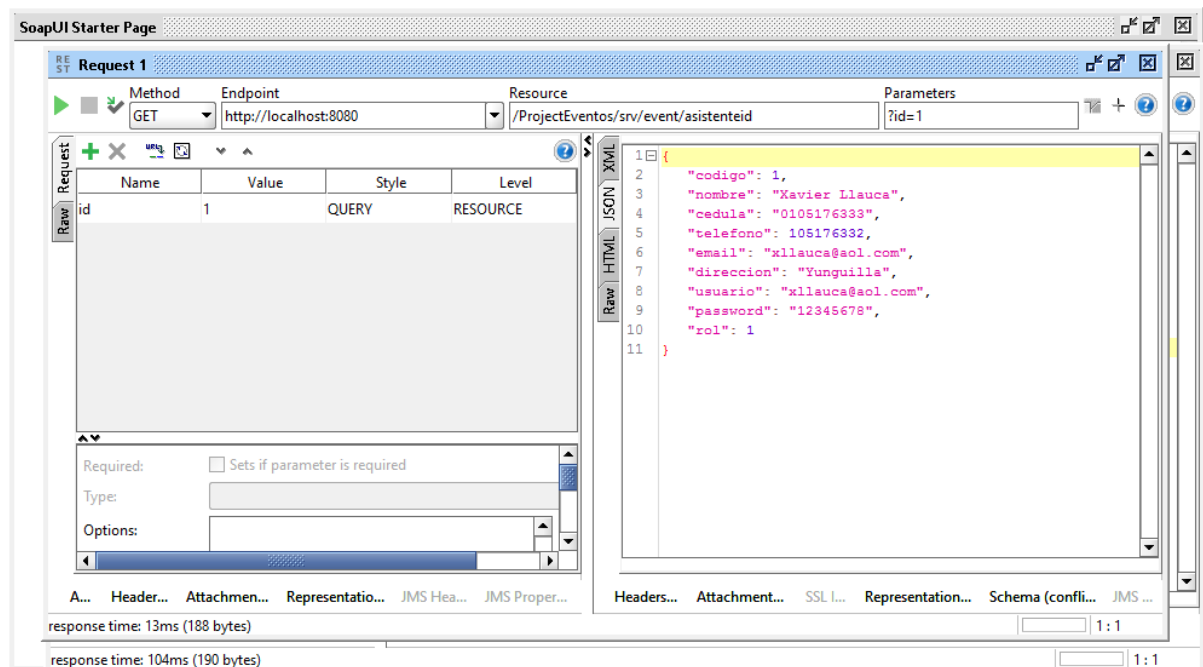 SoapUI Starter Page
REST Request 1
Method Endpoint Resource Parameters
GET http://localhost:8080 /ProjectEventos/srv/event/asistenteid ?id=1
Request
Raw
Name Value Style Level
id 1 QUERY RESOURCE
Required: Sets if parameter is required
Type:
Options:
A... Header... Attachmen... Representatio... JMS Hea... JMS Proper...
XML
JSON
HTML
Raw
1 {
2 "codigo": 1,
3 "nombre": "Xavier Llauca",
4 "cedula": "0105176333",
5 "telefono": 105176332,
6 "email": "xllauca@aol.com",
7 "direccion": "Yunguilla",
8 "usuario": "xllauca@aol.com",
9 "password": "12345678",
10 "rol": 1
11 }
Headers... Attachment... SSL I... Representation... Schema (confli... JMS ...
response time: 13ms (188 bytes) 1 : 1
response time: 104ms (190 bytes) 1 : 1